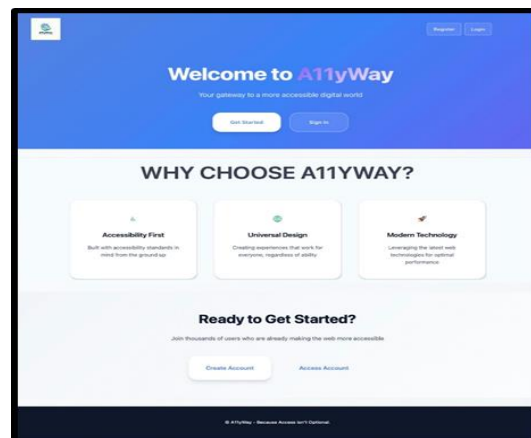 Register Login
Welcome to A11yWay
Your gateway to a more accessible digital world
Get Started Sign In
WHY CHOOSE A11YWAY?
Accessibility First
Built with accessibility standards in
mind from the ground up
Universal Design
Creating experiences that work for
everyone, regardless of ability
Modern Technology
Leveraging the latest web
technologies for optimal
performance
Ready to Get Started?
Join thousands of users who are already making the web more accessible
Create Account Access Account
© A11yWay - Because Access Isn't Optional